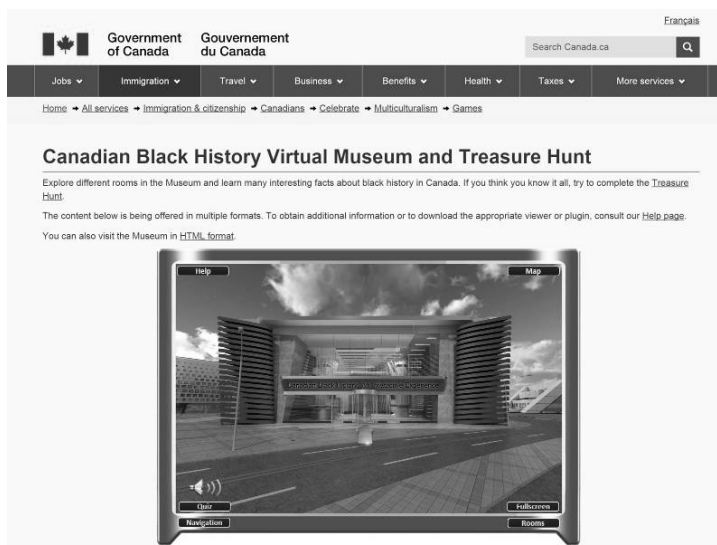 Français
Government of Canada
Gouvernement du Canada
Search Canada.ca
Jobs Immigration Travel Business Benefits Health Taxes More services
Home → All services → Immigration & citizenship → Canadians → Celebrate → Multiculturalism → Games
Canadian Black History Virtual Museum and Treasure Hunt
Explore different rooms in the Museum and learn many interesting facts about black history in Canada. If you think you know it all, try to complete the Treasure
Hunt.
The content below is being offered in multiple formats. To obtain additional information or to download the appropriate viewer or plugin, consult our Help page.
You can also visit the Museum in HTML format.
Help
Map
Quiz
Fullscreen
Navigation
Rooms